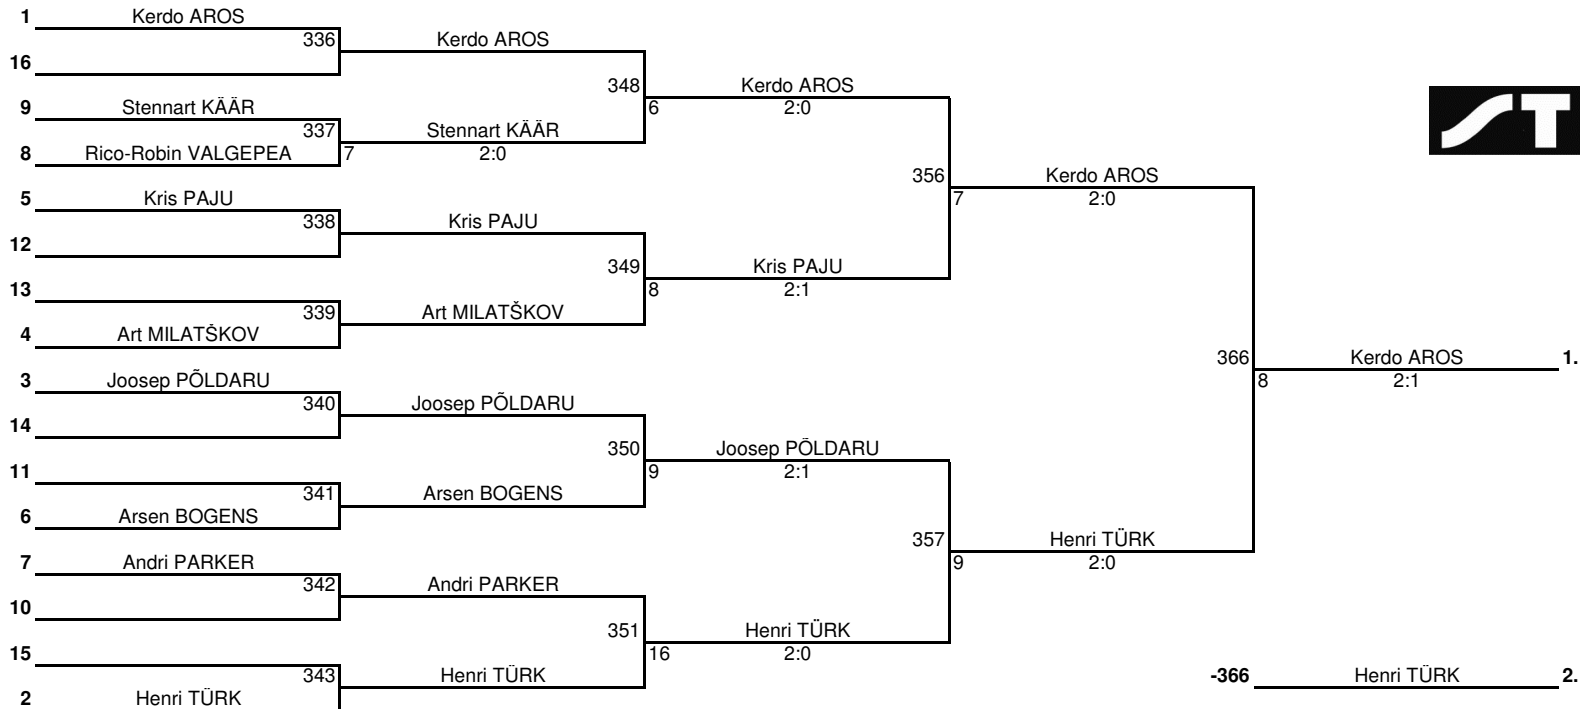 1 Kerdo AROS
336 Kerdo AROS
16
348 Kerdo AROS
9 Stennart KÄÄR
6 2:0
337 Stennart KÄÄR
8 Rico-Robin VALGEPEA 7 2:0
ST
356 Kerdo AROS
5 Kris PAJU
7 2:0
338 Kris PAJU
12
349 Kris PAJU
13
8 2:1
339 Art MILATŠKOV
4 Art MILATŠKOV
366 Kerdo AROS 1.
3 Joosep PÕLDARU
8 2:1
340 Joosep PÕLDARU
14
350 Joosep PÕLDARU
11
9 2:1
341 Arsen BOGENS
6 Arsen BOGENS
357 Henri TÜRK
7 Andri PARKER
9 2:0
342 Andri PARKER
10
351 Henri TÜRK
15
16 2:0
343 Henri TÜRK
-366 Henri TÜRK 2.
2 Henri TÜRK